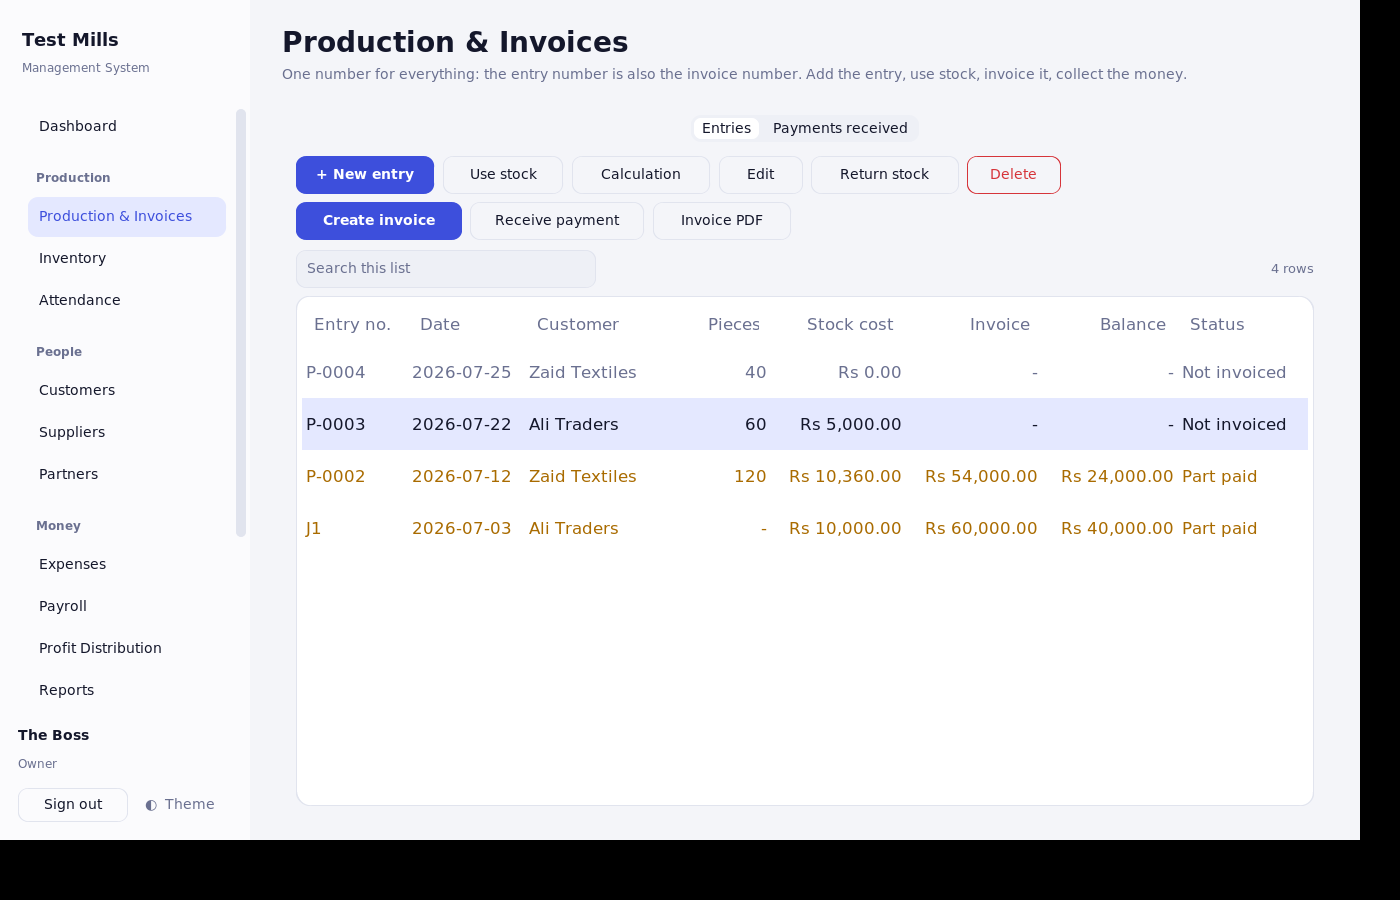 Test Mills
Management System
Dashboard
Production
Production & Invoices
Inventory
Attendance
People
Customers
Suppliers
Partners
Money
Expenses
Payroll
Profit Distribution
Reports
The Boss
Owner
Sign out
◐ Theme
Production & Invoices
One number for everything: the entry number is also the invoice number. Add the entry, use stock, invoice it, collect the money.
Entries Payments received
+ New entry Use stock Calculation Edit Return stock Delete
Create invoice Receive payment Invoice PDF
Search this list 4 rows
Entry no. Date Customer Pieces Stock cost Invoice Balance Status
P-0004 2026-07-25 Zaid Textiles 40 Rs 0.00 - - Not invoiced
P-0003 2026-07-22 Ali Traders 60 Rs 5,000.00 - - Not invoiced
P-0002 2026-07-12 Zaid Textiles 120 Rs 10,360.00 Rs 54,000.00 Rs 24,000.00 Part paid
J1 2026-07-03 Ali Traders - Rs 10,000.00 Rs 60,000.00 Rs 40,000.00 Part paid